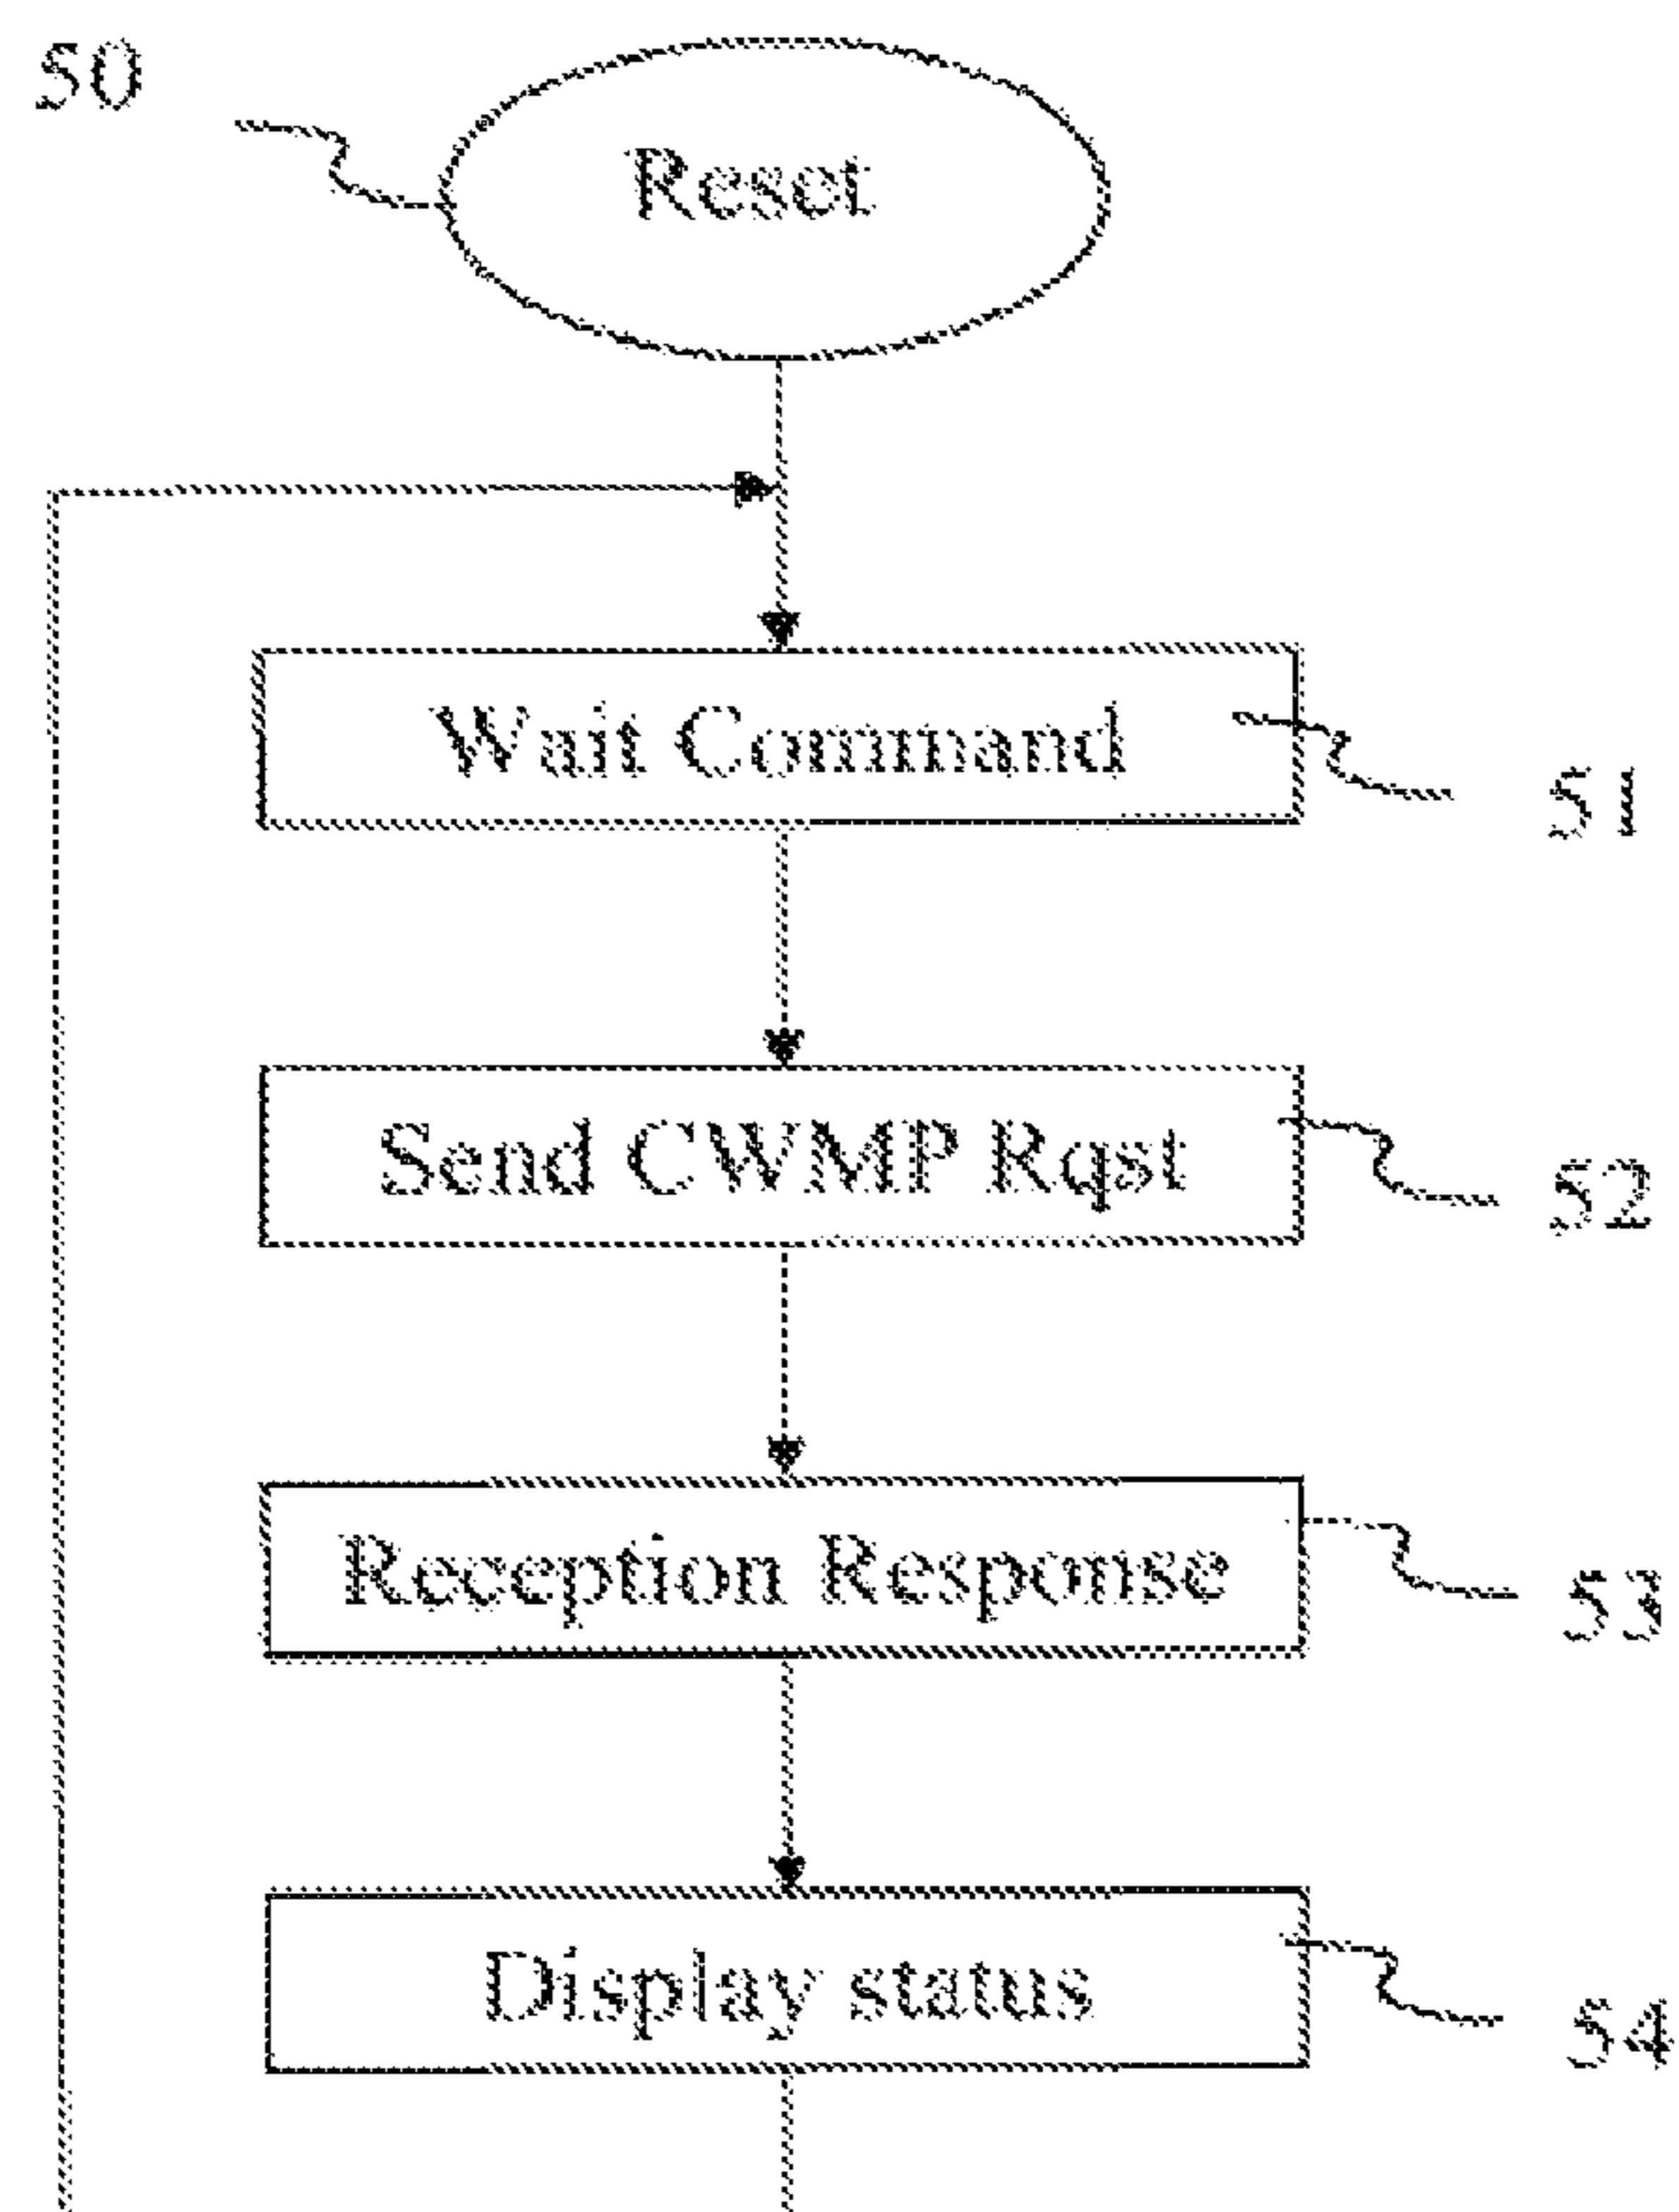 50
Reset
Wait Command
51
Send CWMP Rqst
52
Reception Response
53
Display status
54